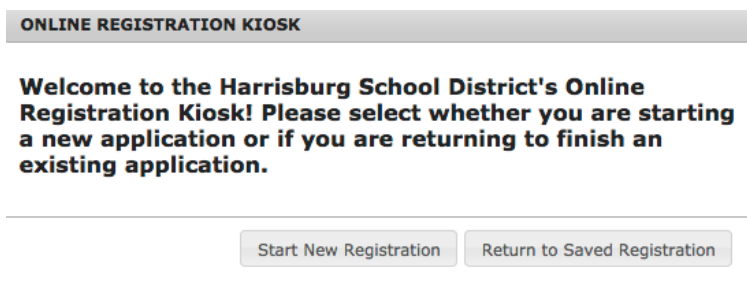 ONLINE REGISTRATION KIOSK
Welcome to the Harrisburg School District's Online
Registration Kiosk! Please select whether you are starting
a new application or if you are returning to finish an
existing application.
Start New Registration Return to Saved Registration